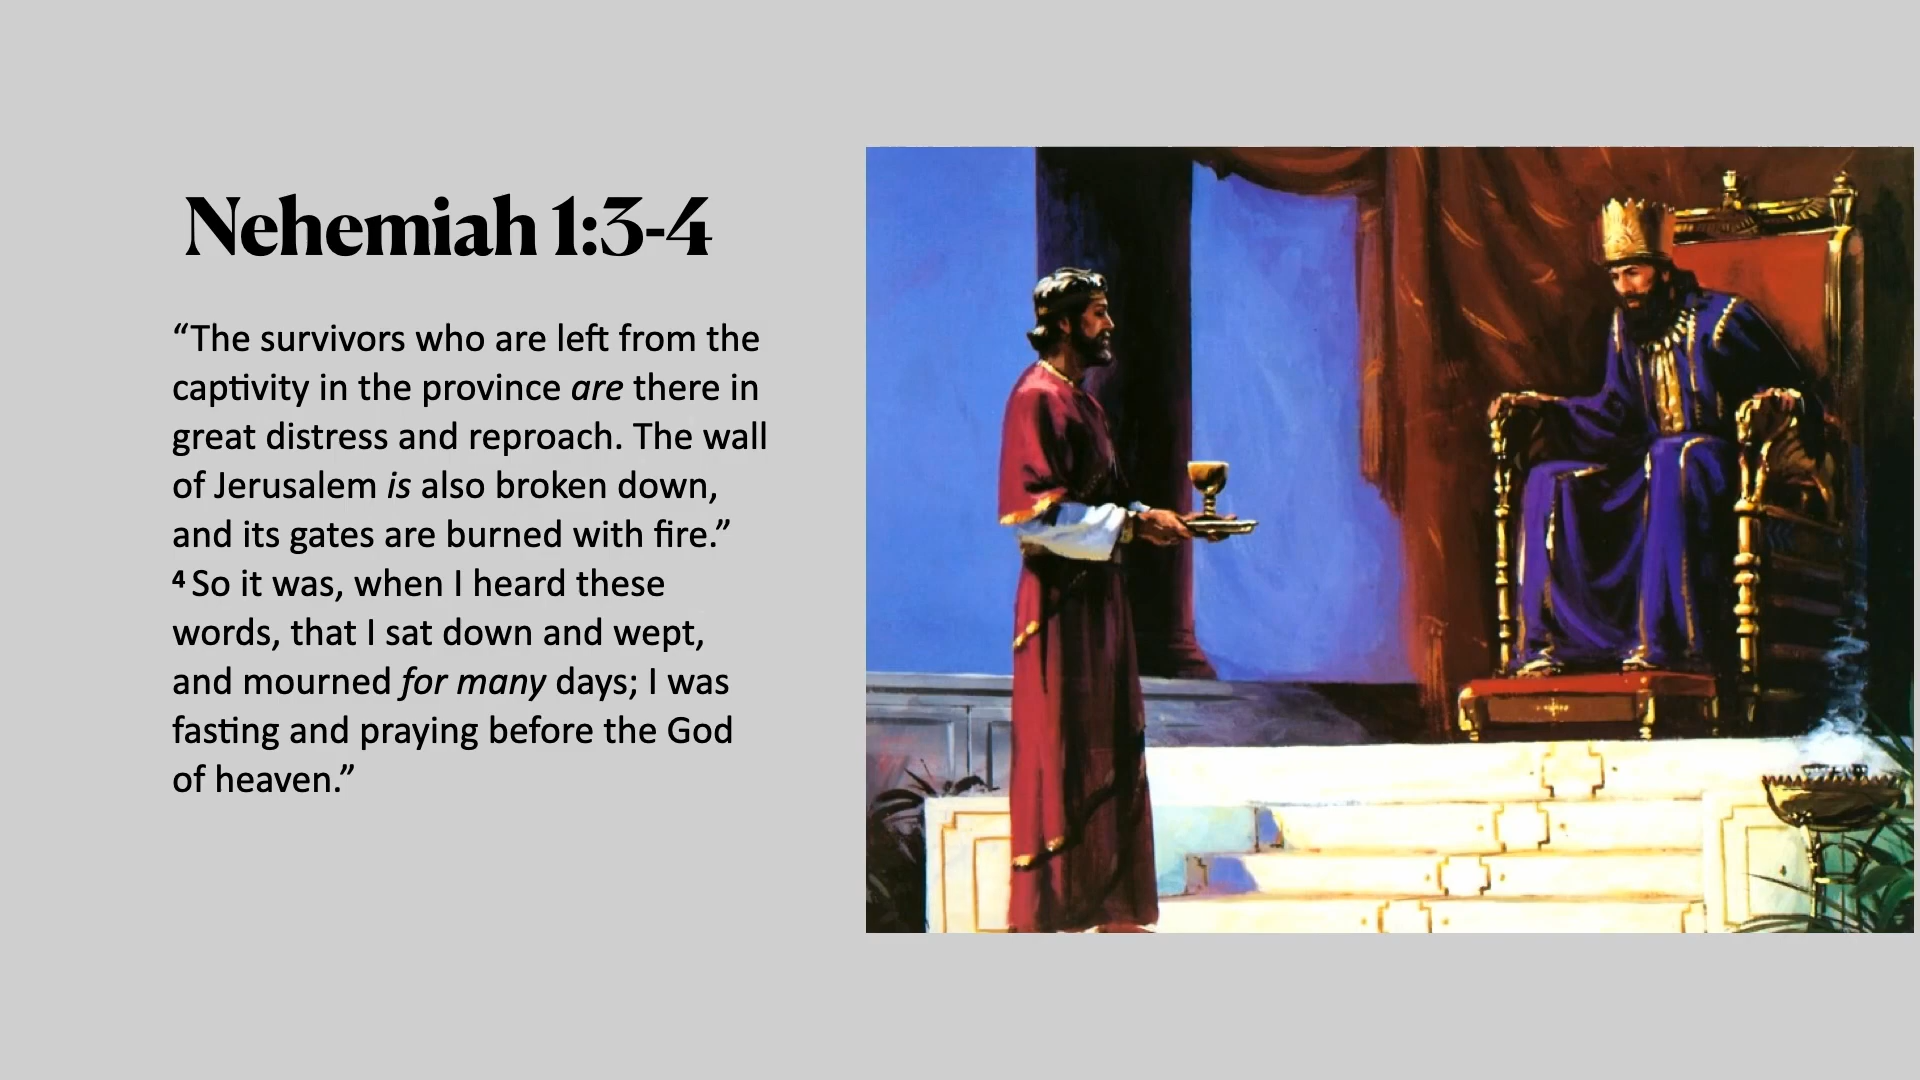 Nehemiah 1:3-4
“The survivors who are left from the
captivity in the province are there in
great distress and reproach. The wall
of Jerusalem is also broken down,
and its gates are burned with fire.”
4 So it was, when I heard these
words, that I sat down and wept,
and mourned for many days; I was
fasting and praying before the God
of heaven.”